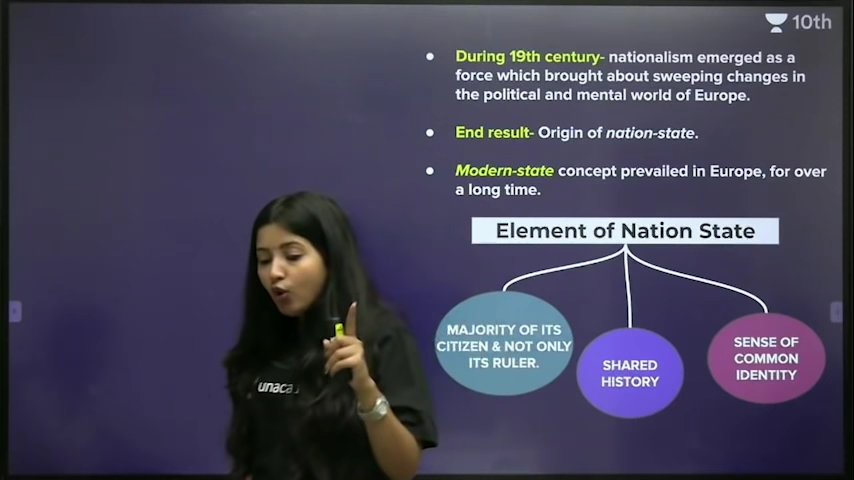 10th
During 19th century- nationalism emerged as a
force which brought about sweeping changes in
the political and mental world of Europe.
End result- Origin of nation-state.
Modern-state concept prevailed in Europe, for over
a long time.
Element of Nation State
MAJORITY OF ITS
CITIZEN & NOT ONLY
ITS RULER.
SHARED
HISTORY
SENSE OF
COMMON
IDENTITY
unaca